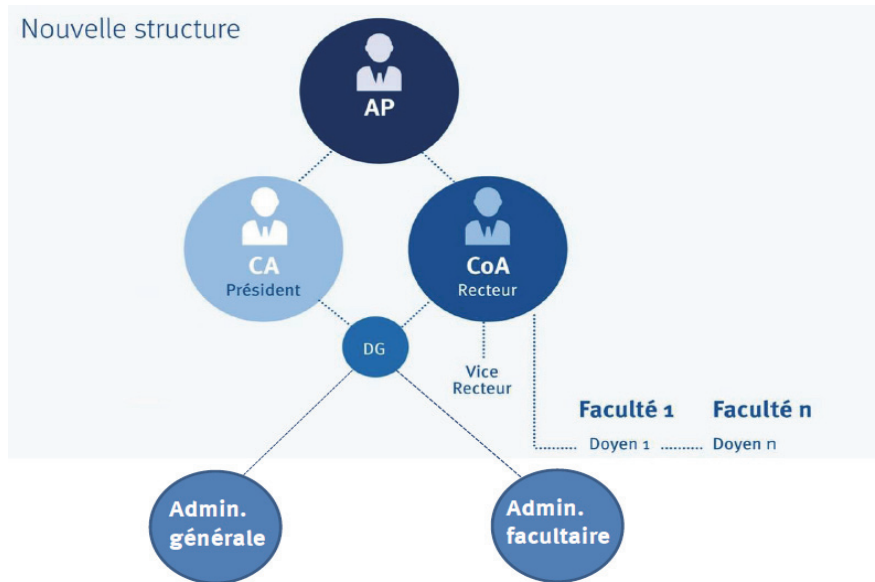 Nouvelle structure
AP
CA
Président
CoA
Recteur
DG
Vice
Recteur
Faculté 1
Faculté n
Doyen 1
Doyen n
Admin.
générale
Admin.
facultaire